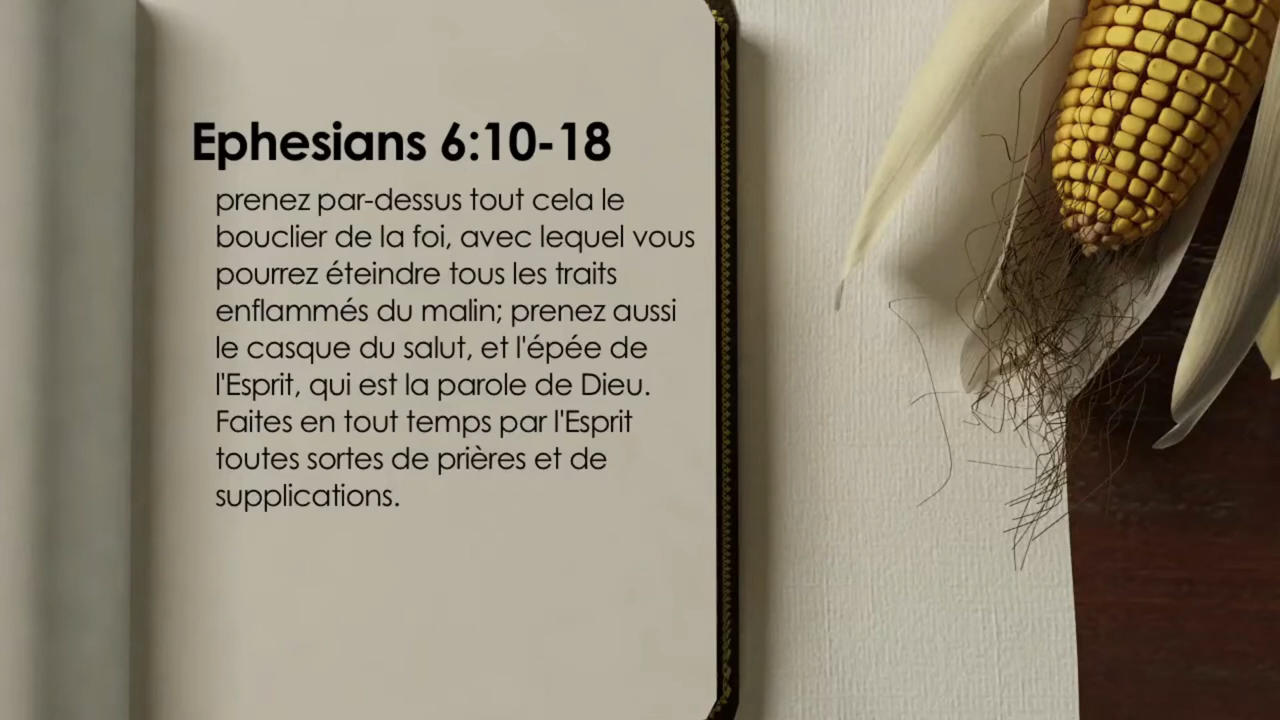 Ephesians 6:10-18
prenez par-dessus tout cela le
bouclier de la foi, avec lequel vous
pourrez éteindre tous les traits
enflammés du malin; prenez aussi
le casque du salut, et l'épée de
l'Esprit, qui est la parole de Dieu.
Faites en tout temps par l'Esprit
toutes sortes de prières et de
supplications.